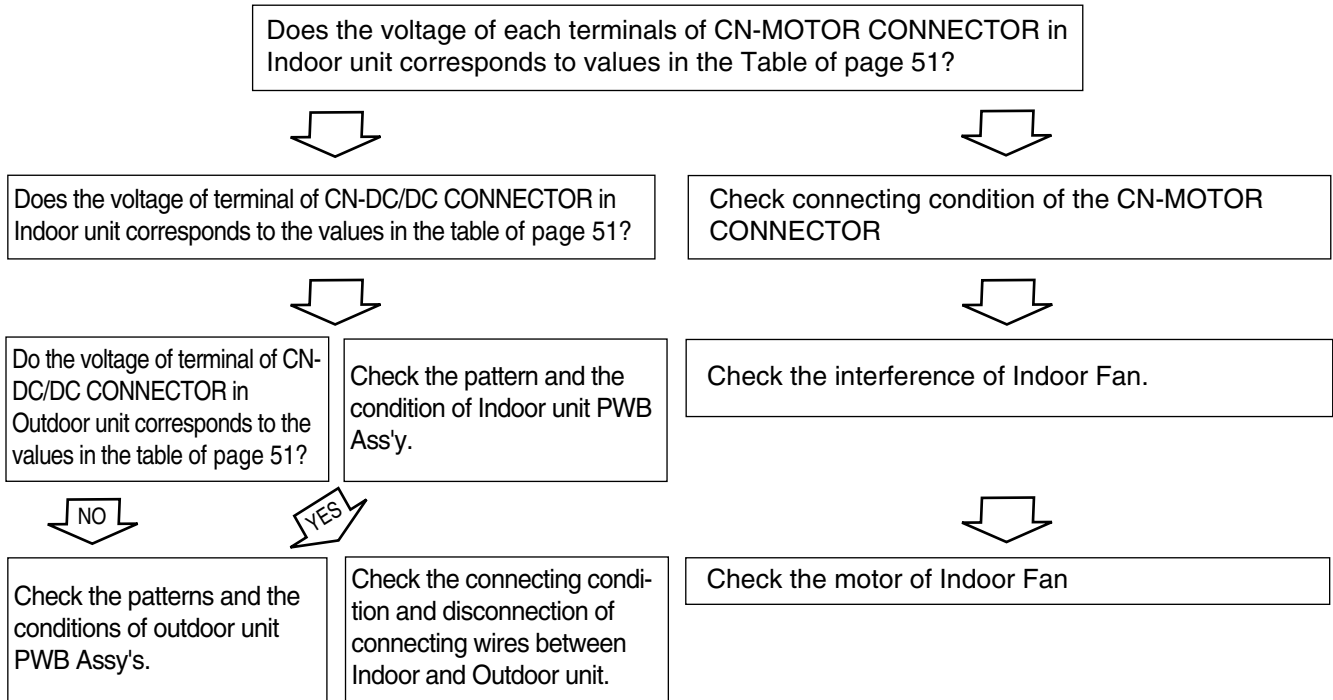 Does the voltage of each terminals of CN-MOTOR CONNECTOR in
Indoor unit corresponds to values in the Table of page 51?
Does the voltage of terminal of CN-DC/DC CONNECTOR in
Indoor unit corresponds to the values in the table of page 51?
Check connecting condition of the CN-MOTOR
CONNECTOR
Do the voltage of terminal of CN-
DC/DC CONNECTOR in
Outdoor unit corresponds to the
values in the table of page 51?
Check the pattern and the
condition of Indoor unit PWB
Ass'y.
Check the interference of Indoor Fan.
NO
YES
Check the patterns and the
conditions of outdoor unit
PWB Assy's.
Check the connecting condi-
tion and disconnection of
connecting wires between
Indoor and Outdoor unit.
Check the motor of Indoor Fan